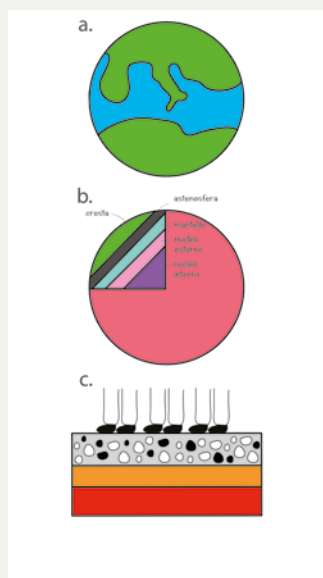 a.
b.
astenosfera
crosta
mantello
nucleo
esterno
nucleo
interno
c.